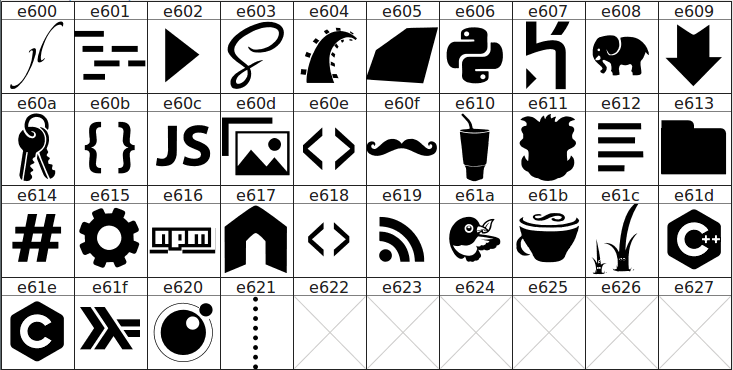 e600 e601 e602 e603 e604 e605 e606 e607 e608 e609
e60a e60b e60c e60d e60e e60f e610 e611 e612 e613
{ } JS < >
e614 e615 e616 e617 e618 e619 e61a e61b e61c e61d
# npm < > C++
e61e e61f e620 e621 e622 e623 e624 e625 e626 e627
C